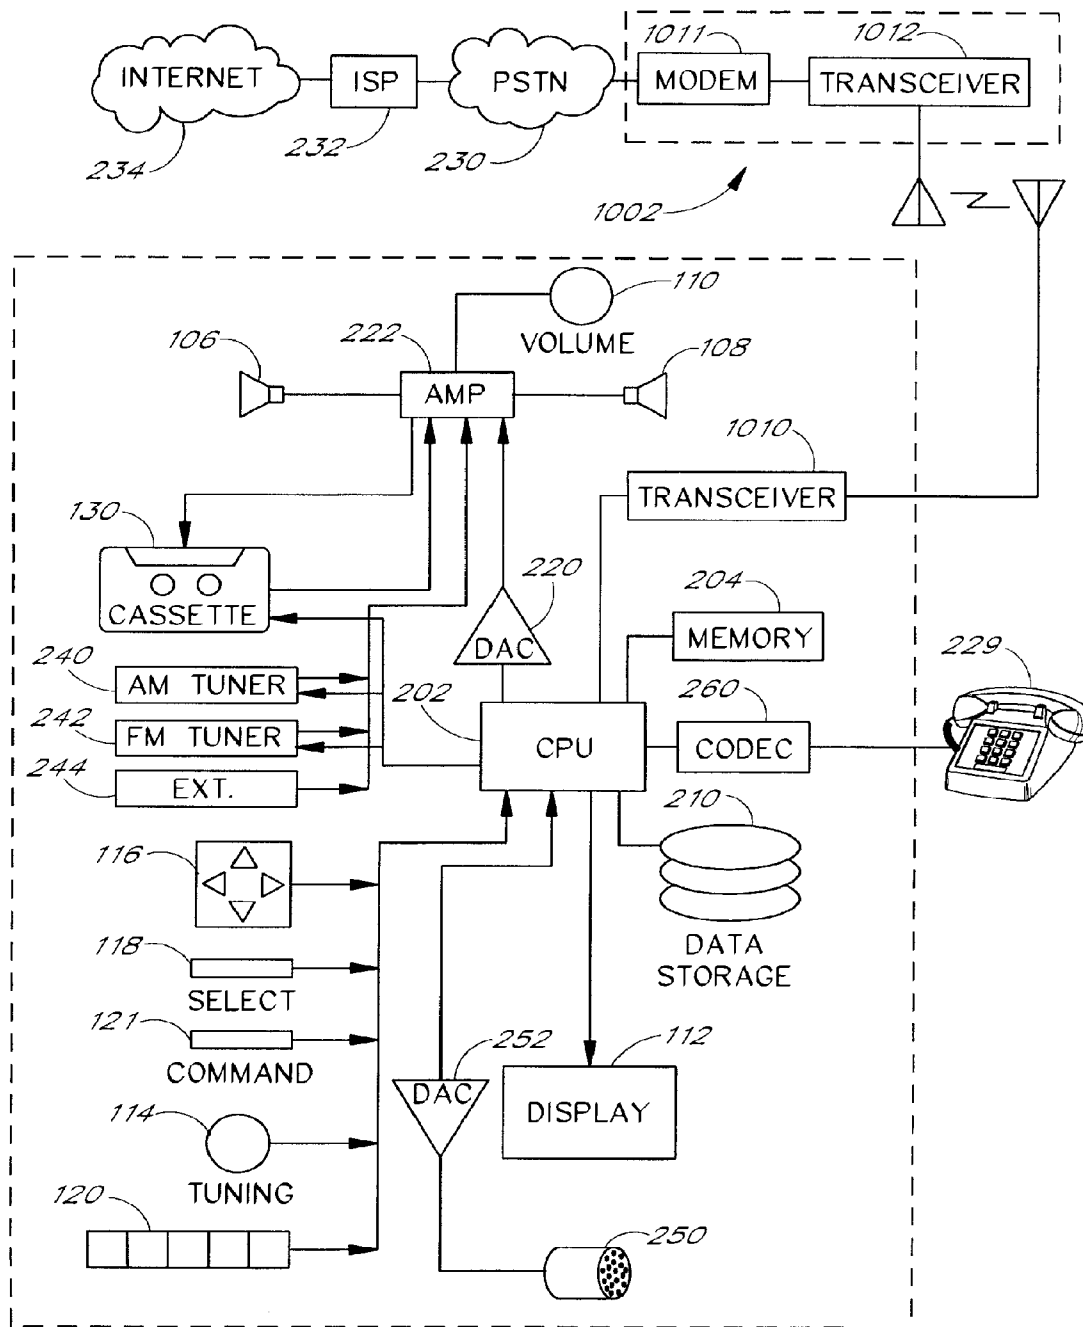 1011
1012
INTERNET
ISP
PSTN
MODEM
TRANSCEIVER
234
232
230
1002
110
VOLUME
106
222
108
AMP
1010
TRANSCEIVER
130
CASSETTE
220
DAC
204
MEMORY
229
240
AM TUNER
202
260
242
FM TUNER
CPU
CODEC
244
EXT.
210
116
DATA
STORAGE
118
SELECT
121
COMMAND
252
DAC
112
DISPLAY
114
TUNING
120
250